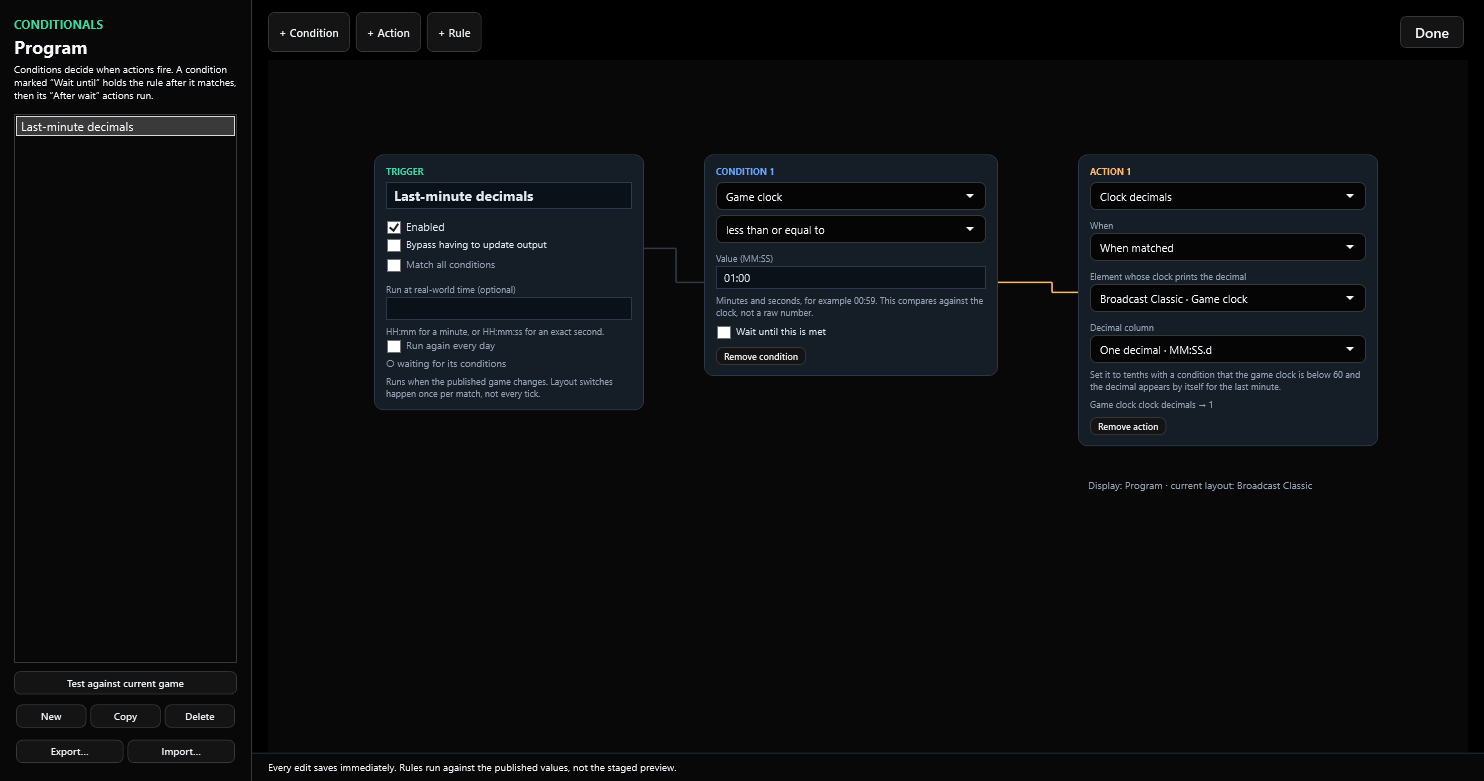 CONDITIONALS
Program
Conditions decide when actions fire. A condition
marked “Wait until” holds the rule after it matches,
then its “After wait” actions run.
Last-minute decimals
Test against current game
New
Copy
Delete
Export...
Import...
+ Condition
+ Action
+ Rule
Done
TRIGGER
Last-minute decimals
Enabled
Bypass having to update output
Match all conditions
Run at real-world time (optional)
HH:mm for a minute, or HH:mm:ss for an exact second.
Run again every day
O waiting for its conditions
Runs when the published game changes. Layout switches
happen once per match, not every tick.
CONDITION 1
Game clock
less than or equal to
Value (MM:SS)
01:00
Minutes and seconds, for example 00:59. This compares against the
clock, not a raw number.
Wait until this is met
Remove condition
ACTION 1
Clock decimals
When
When matched
Element whose clock prints the decimal
Broadcast Classic · Game clock
Decimal column
One decimal · MM:SS.d
Set it to tenths with a condition that the game clock is below 60 and
the decimal appears by itself for the last minute.
Game clock clock decimals → 1
Remove action
Display: Program · current layout: Broadcast Classic
Every edit saves immediately. Rules run against the published values, not the staged preview.